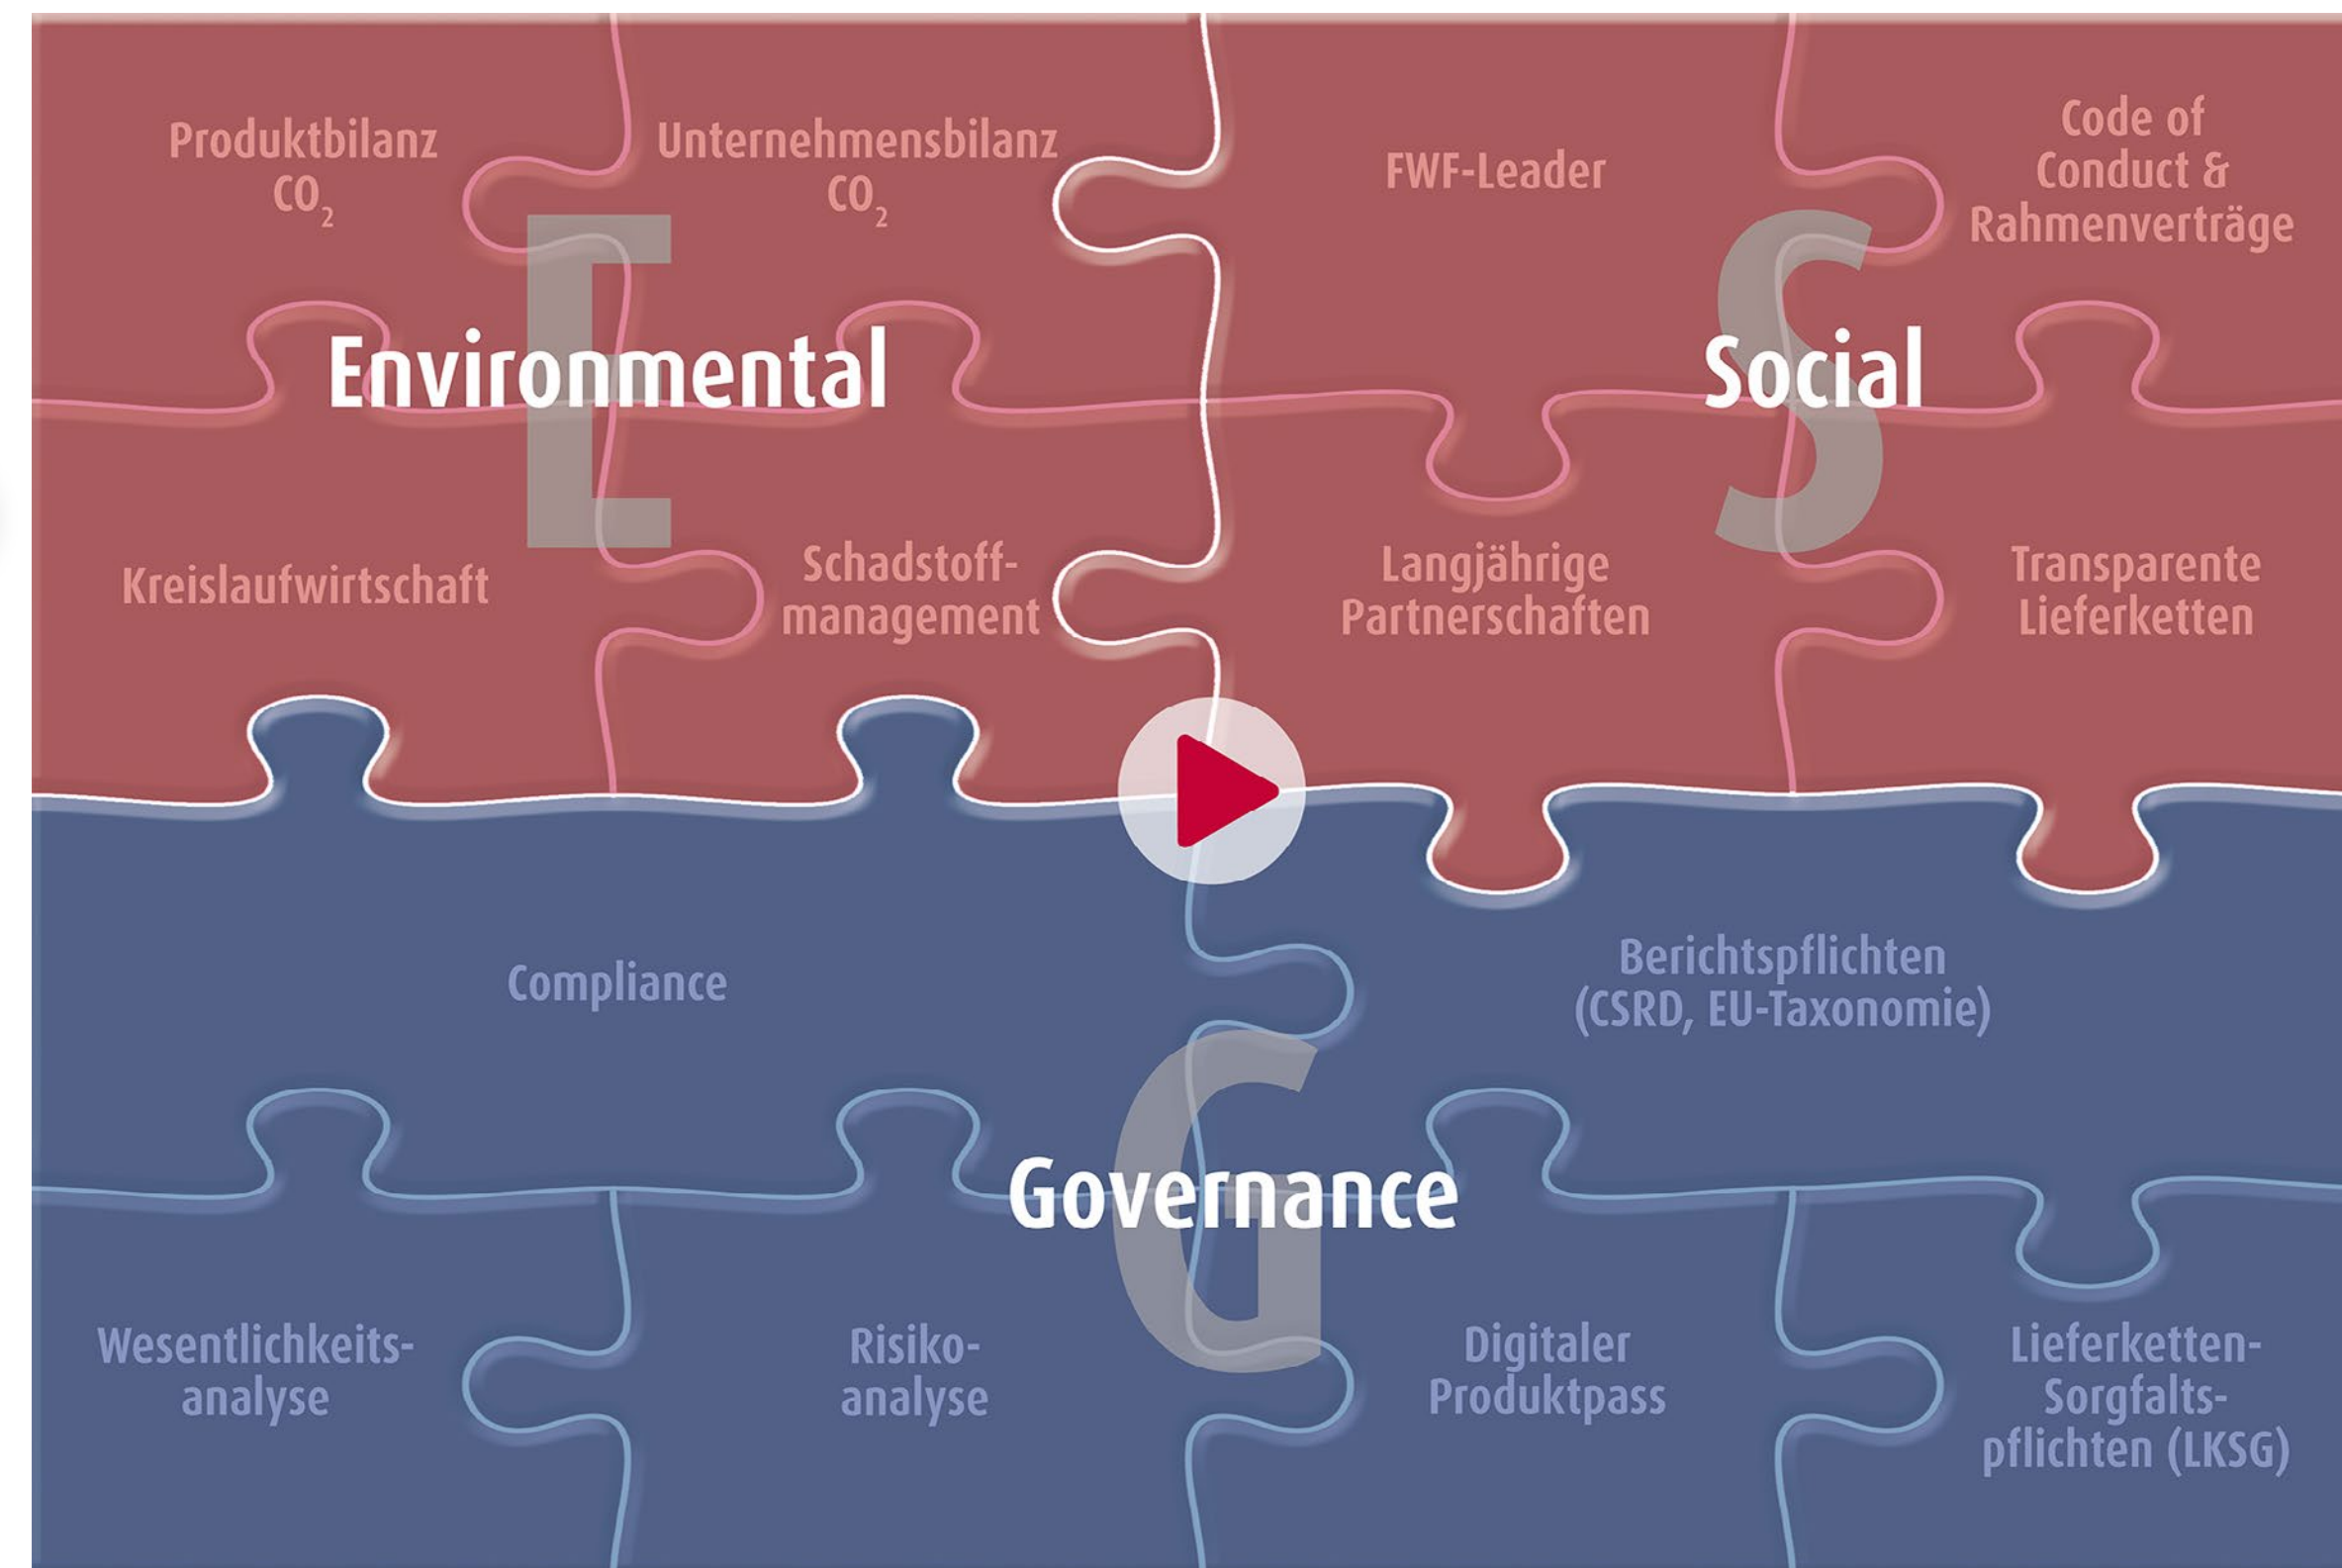 Produktbilanz
CO₂
Unternehmensbilanz
CO₂
FWF-Leader
Code of
Conduct &
Rahmenverträge
E
Environmental
S
Social
Kreislaufwirtschaft
Schadstoff-
management
Langjährige
Partnerschaften
Transparente
Lieferketten
Compliance
Berichtspflichten
(CSRD, EU-Taxonomie)
G
Governance
Wesentlichkeits-
analyse
Risiko-
analyse
Digitaler
Produktpass
Lieferketten-
Sorgfalts-
pflichten (LKSG)